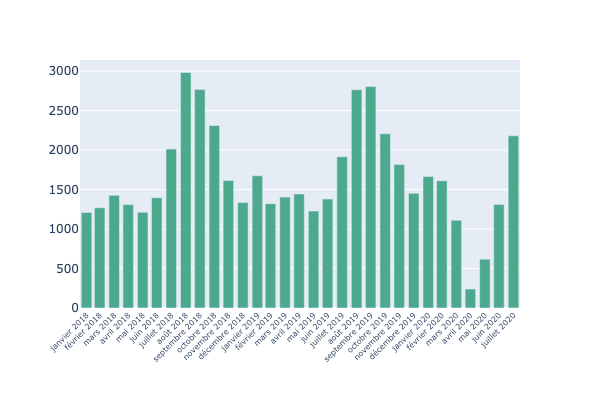 3000
2500
2000
1500
1000
500
0
janvier 2018
février 2018
mars 2018
avril 2018
mai 2018
juin 2018
juillet 2018
août 2018
septembre 2018
octobre 2018
novembre 2018
décembre 2018
janvier 2019
février 2019
mars 2019
avril 2019
mai 2019
juin 2019
juillet 2019
août 2019
septembre 2019
octobre 2019
novembre 2019
décembre 2019
janvier 2020
février 2020
mars 2020
avril 2020
mai 2020
juin 2020
juillet 2020